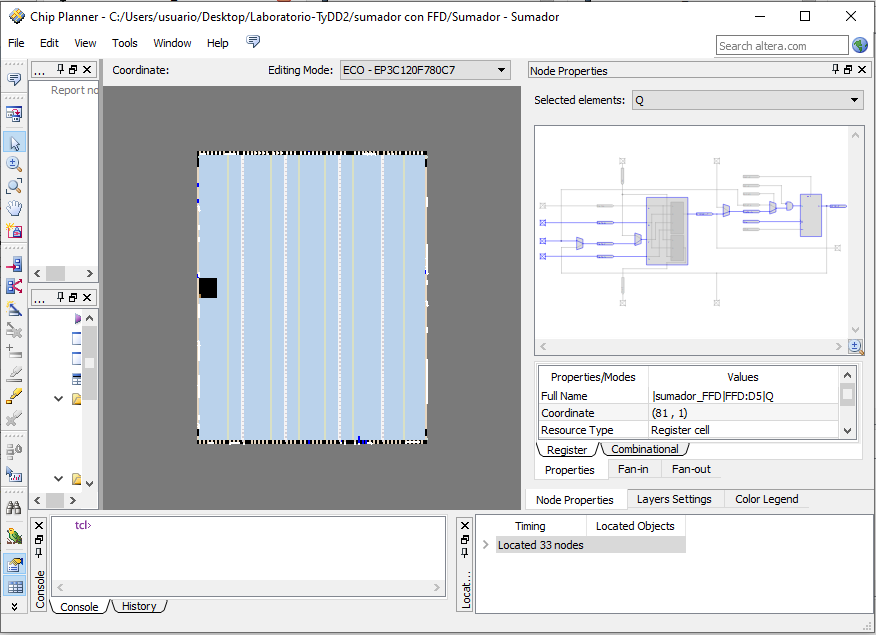 Chip Planner - C:/Users/usuario/Desktop/Laboratorio-TyDD2/sumador con FFD/Sumador - Sumador
File Edit View Tools Window Help
Search altera.com
...
Report no
Coordinate:
Editing Mode: ECO - EP3C120F780C7
Node Properties
Selected elements: Q
...
Properties/Modes Values
Full Name |sumador_FFD|FFD:D5|Q
Coordinate (81 , 1)
Resource Type Register cell
Register Combinational
Properties Fan-in Fan-out
Node Properties Layers Settings Color Legend
tcl>
Console
Console History
Locat...
Timing Located Objects
Located 33 nodes